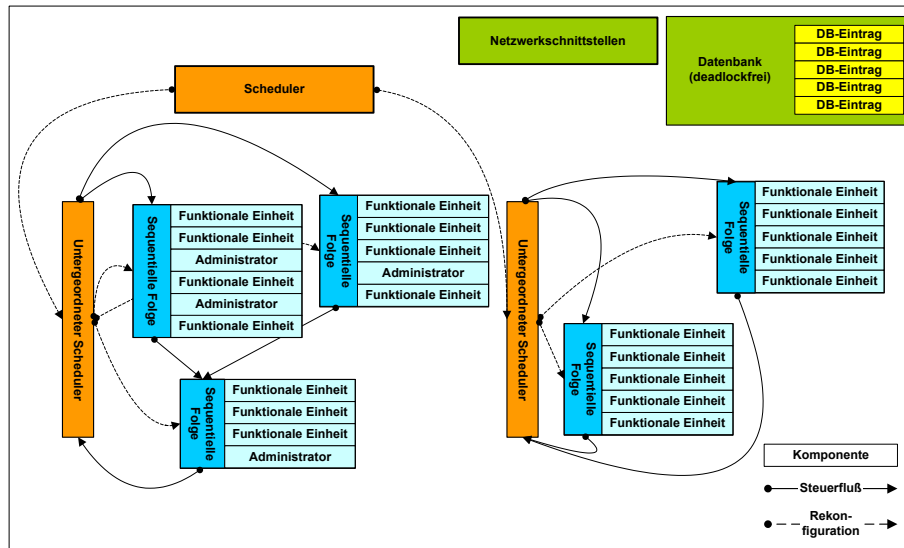 Netzwerkschnittstellen
Datenbank
(deadlockfrei)
DB-Eintrag
DB-Eintrag
DB-Eintrag
DB-Eintrag
DB-Eintrag
Scheduler
Untergeordneter Scheduler
Sequentielle Folge
Funktionale Einheit
Funktionale Einheit
Administrator
Funktionale Einheit
Administrator
Funktionale Einheit
Sequentielle
Folge
Funktionale Einheit
Funktionale Einheit
Funktionale Einheit
Administrator
Funktionale Einheit
Sequentielle
Folge
Funktionale Einheit
Funktionale Einheit
Funktionale Einheit
Administrator
Untergeordneter Scheduler
Sequentielle
Folge
Funktionale Einheit
Funktionale Einheit
Funktionale Einheit
Funktionale Einheit
Funktionale Einheit
Sequentielle
Folge
Funktionale Einheit
Funktionale Einheit
Funktionale Einheit
Funktionale Einheit
Funktionale Einheit
Komponente
Steuerfluß
Rekon-
figuration